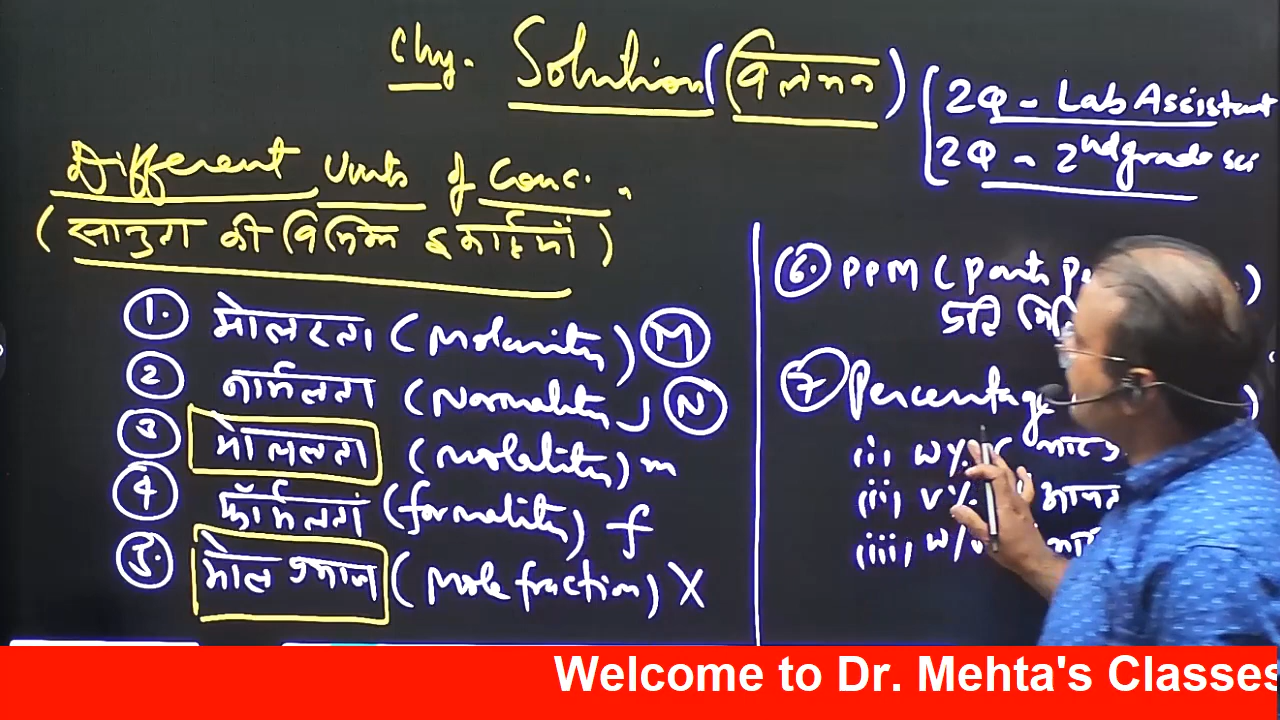 Chy. Solution (विलयन)
2Q - Lab Assistant
2Q - 2nd grade sci
Different Units of Conc.
(सान्द्रता की विभिन्न इकाईयाँ)
1. मोलरता (Molarity) M
2 नार्मलता (Normality) N
3 मोललता (molality) m
4 फॉर्मलता (formality) f
5. मोल प्रभाज (Mole fraction) X
6. PPM (Parts
प्रति
7 Percentage
(i) w%
(ii) v%
(iii) w/v
Welcome to Dr. Mehta's Classes